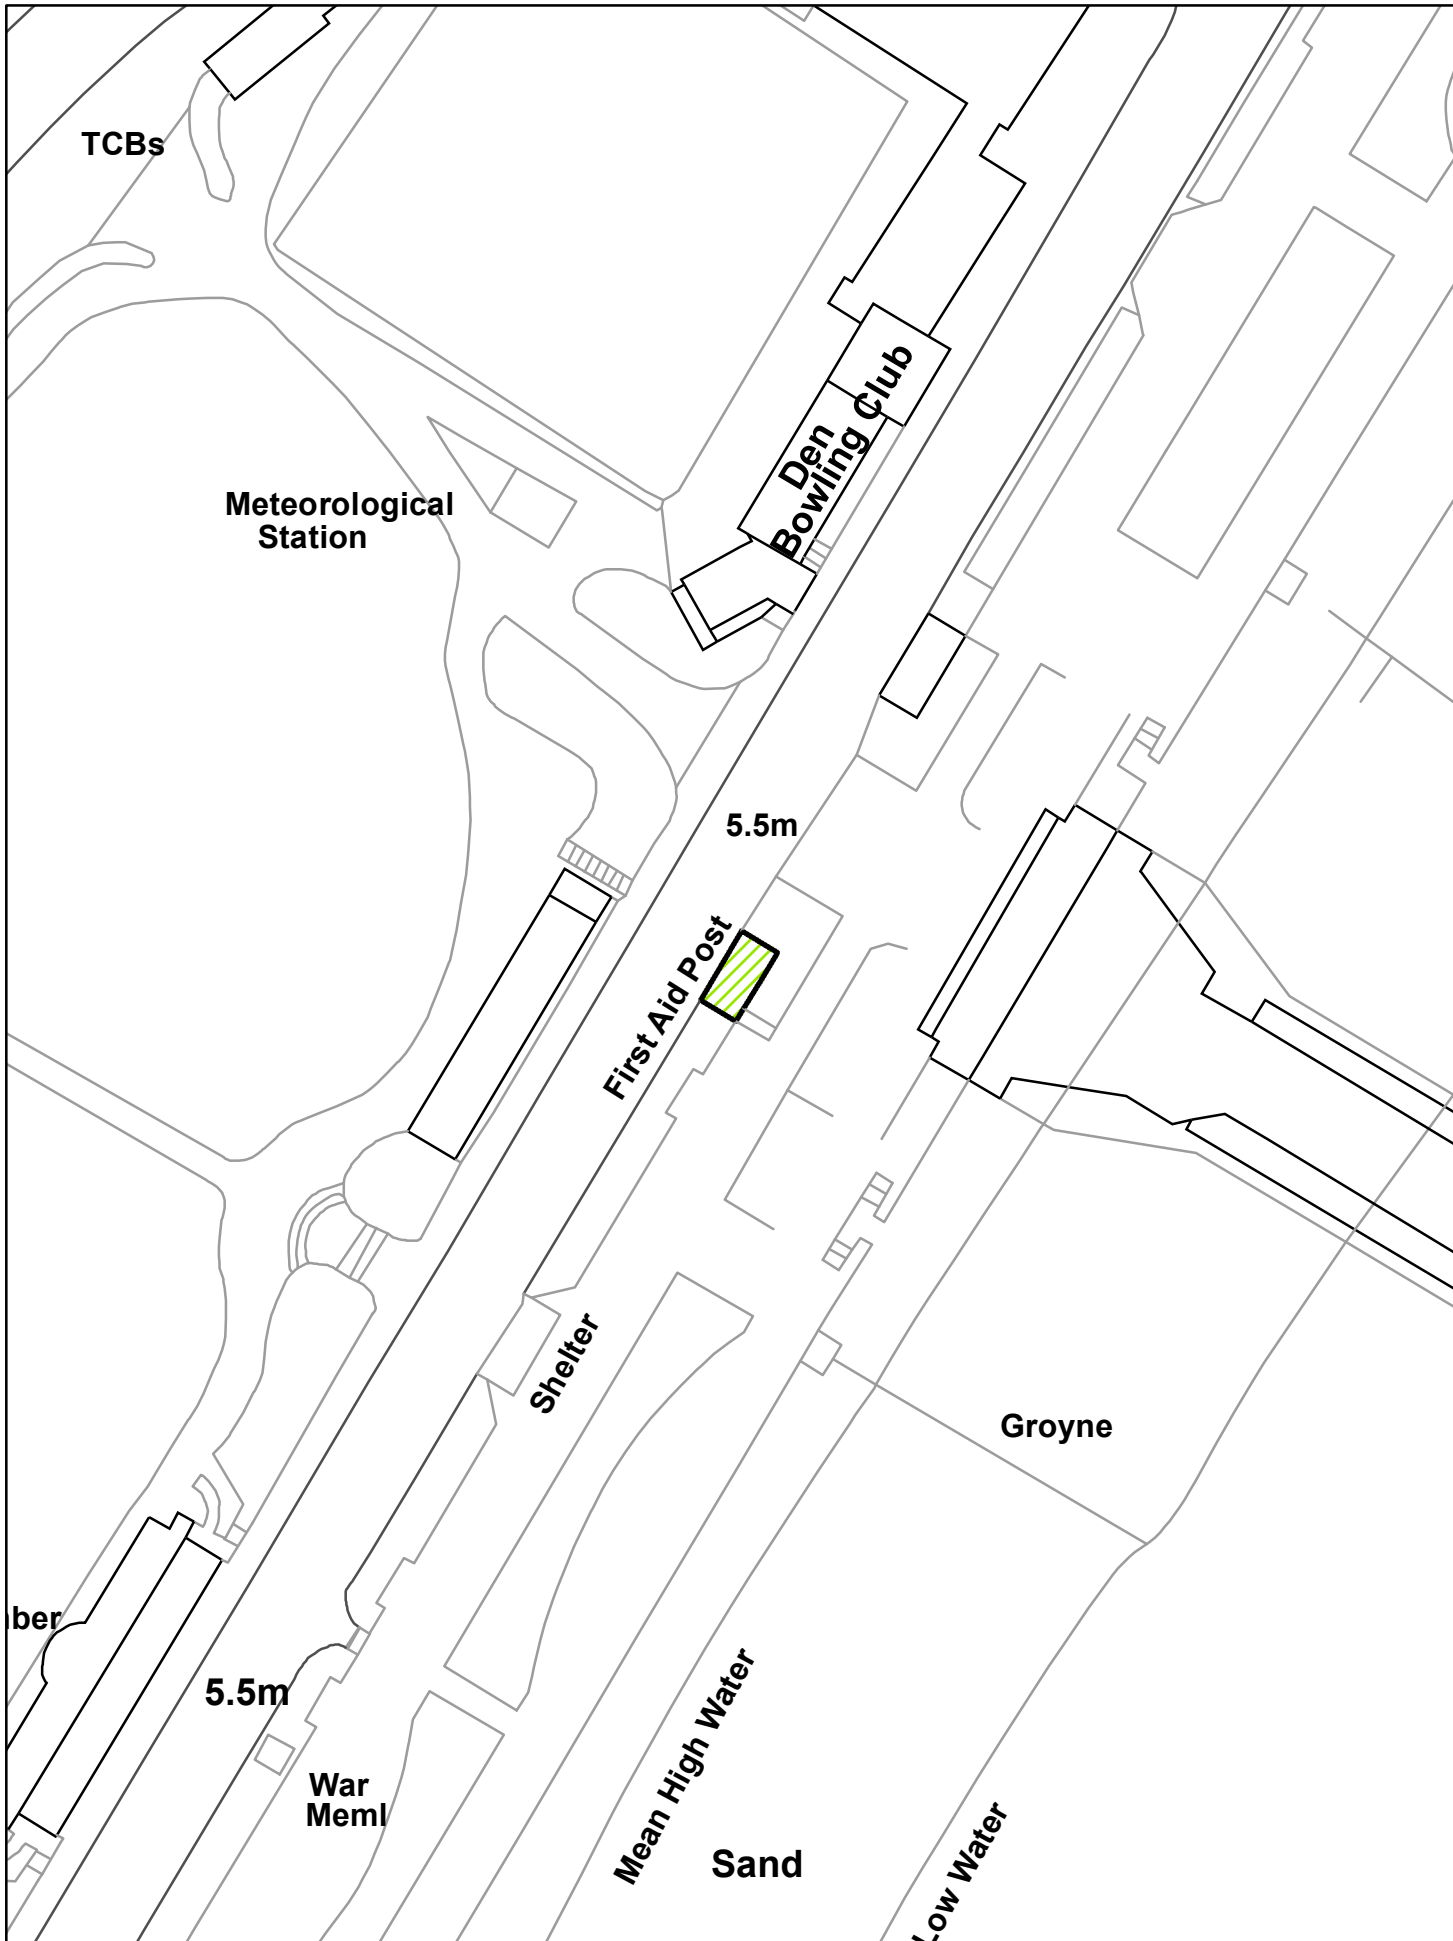 TCBs
Den
Bowling Club
Meteorological
Station
5.5m
First Aid Post
Shelter
Groyne
5.5m
War
Meml
Mean High Water
Sand
Low Water